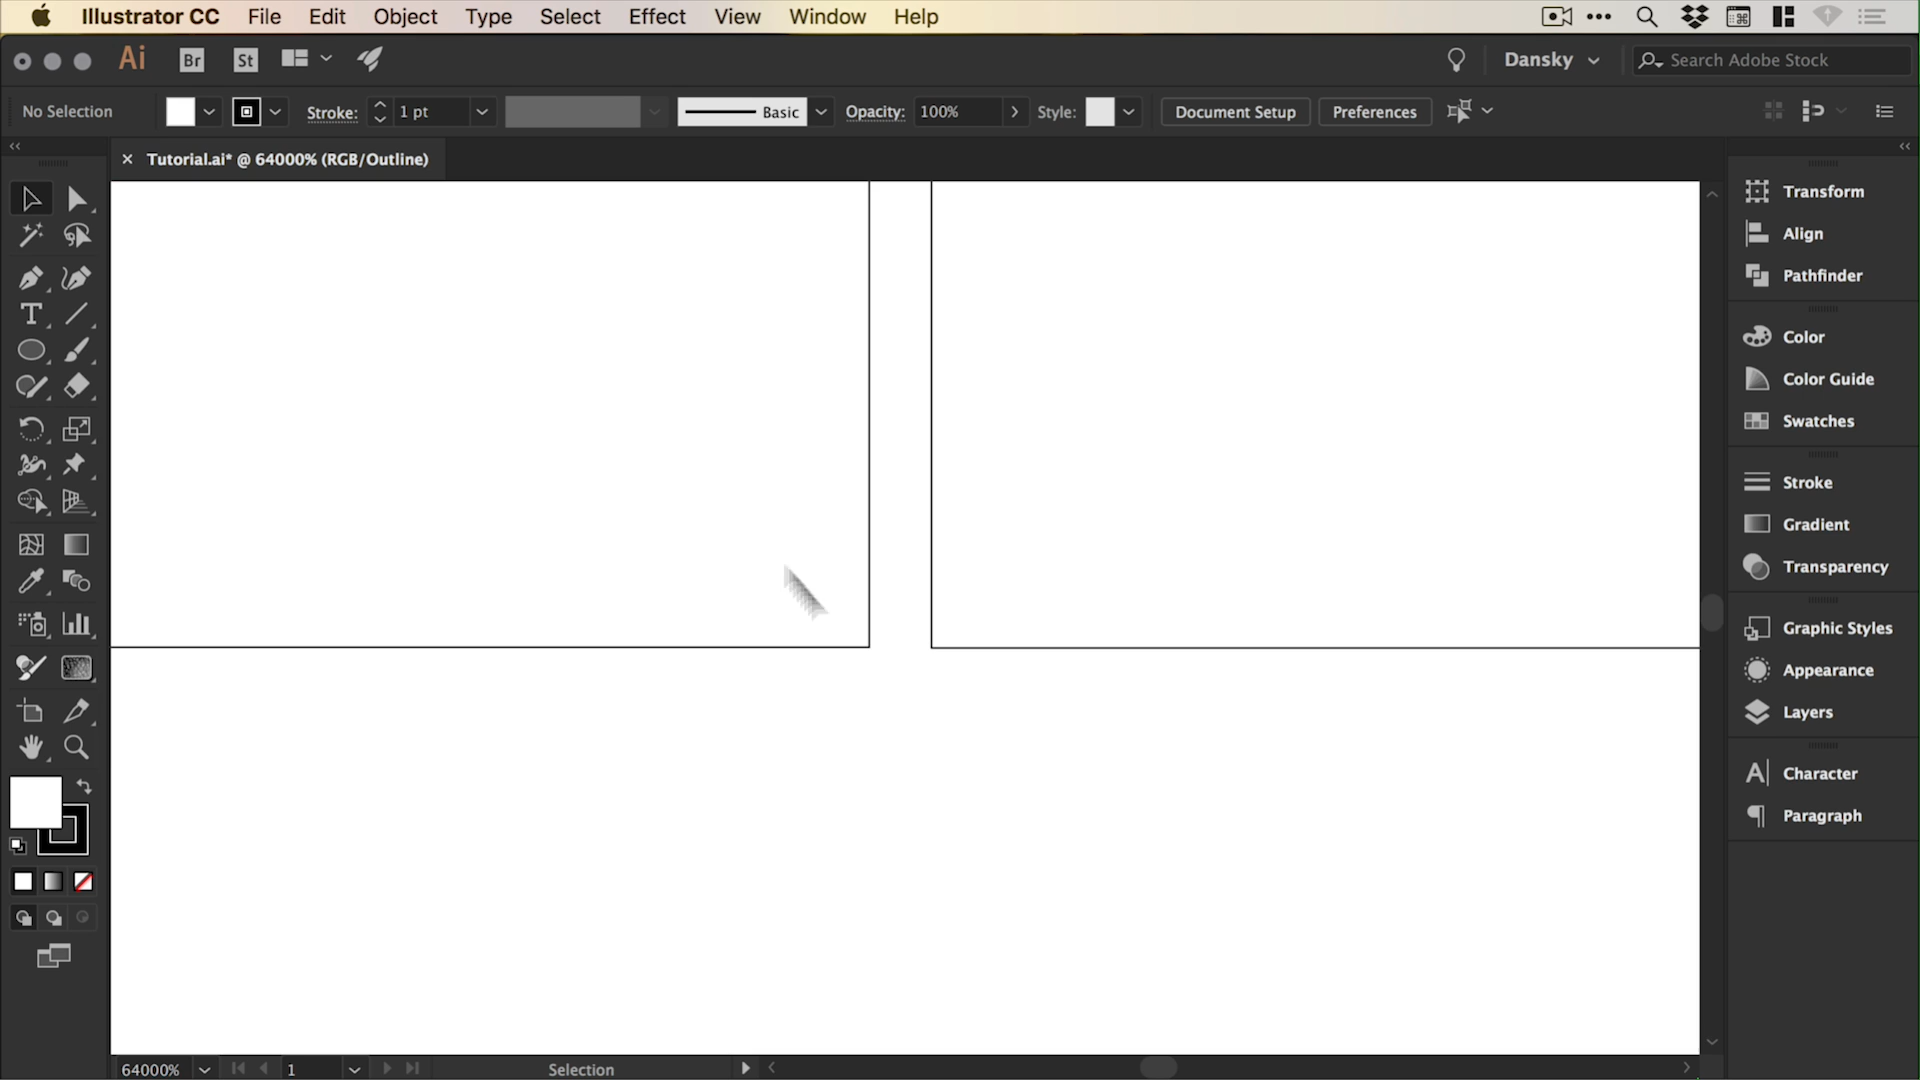 Illustrator CC File Edit Object Type Select Effect View Window Help
Ai Br St Dansky Search Adobe Stock
No Selection Stroke: 1 pt Basic Opacity: 100% Style: Document Setup Preferences
× Tutorial.ai* @ 64000% (RGB/Outline)
Transform
Align
Pathfinder
Color
Color Guide
Swatches
Stroke
Gradient
Transparency
Graphic Styles
Appearance
Layers
Character
Paragraph
64000% 1 Selection